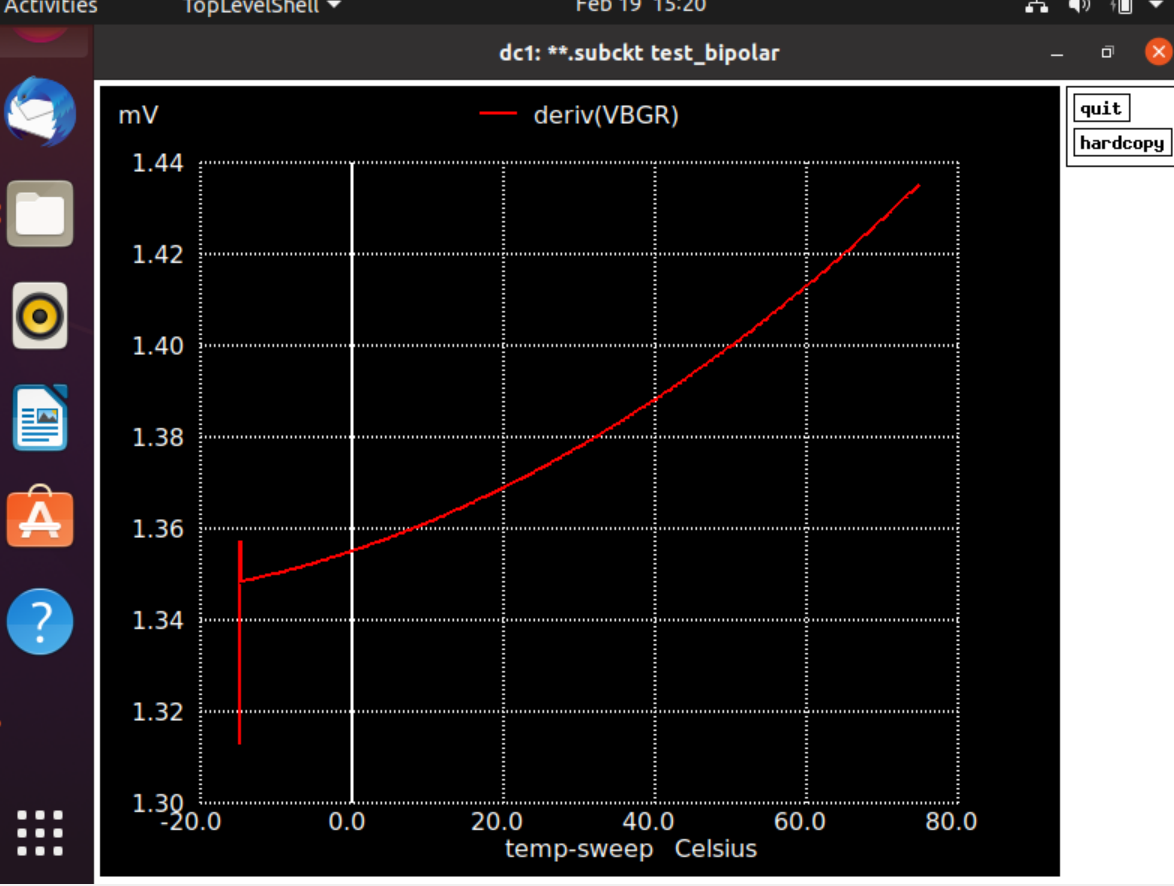 Activities
TopLevelShell
Feb 19 15:20
dc1: **.subckt test_bipolar
quit
hardcopy
mV
deriv(VBGR)
1.44
1.42
1.40
1.38
1.36
1.34
1.32
1.30
-20.0 0.0 20.0 40.0 60.0 80.0
temp-sweep Celsius